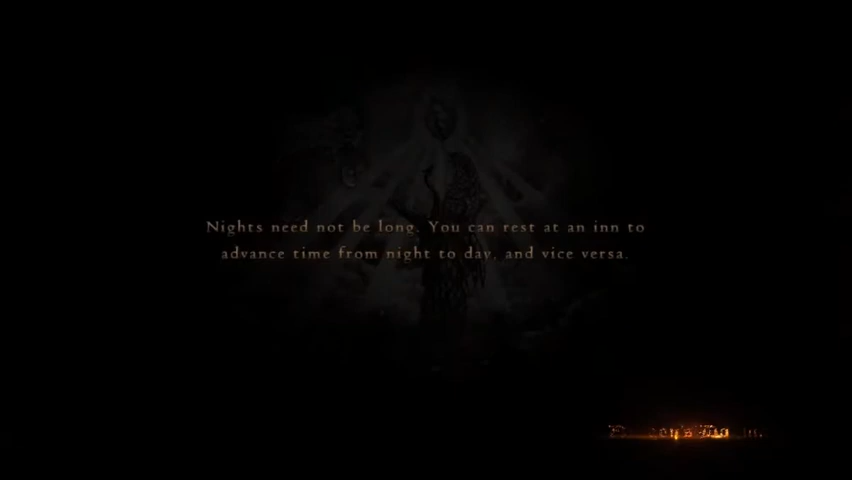 Nights need not be long. You can rest at an inn to
advance time from night to day, and vice versa.